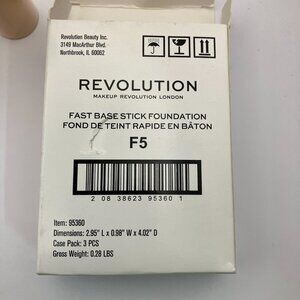 Revolution Beauty Inc.
3149 MacArthur Blvd.
Northbrook, IL 60062
REVOLUTION
MAKEUP REVOLUTION LONDON
FAST BASE STICK FOUNDATION
FOND DE TEINT RAPIDE EN BÂTON
F5
2 08 38623 95360 1
Item: 95360
Dimensions: 2.95" L x 0.98" W x 4.02" D
Case Pack: 3 PCS
Gross Weight: 0.28 LBS